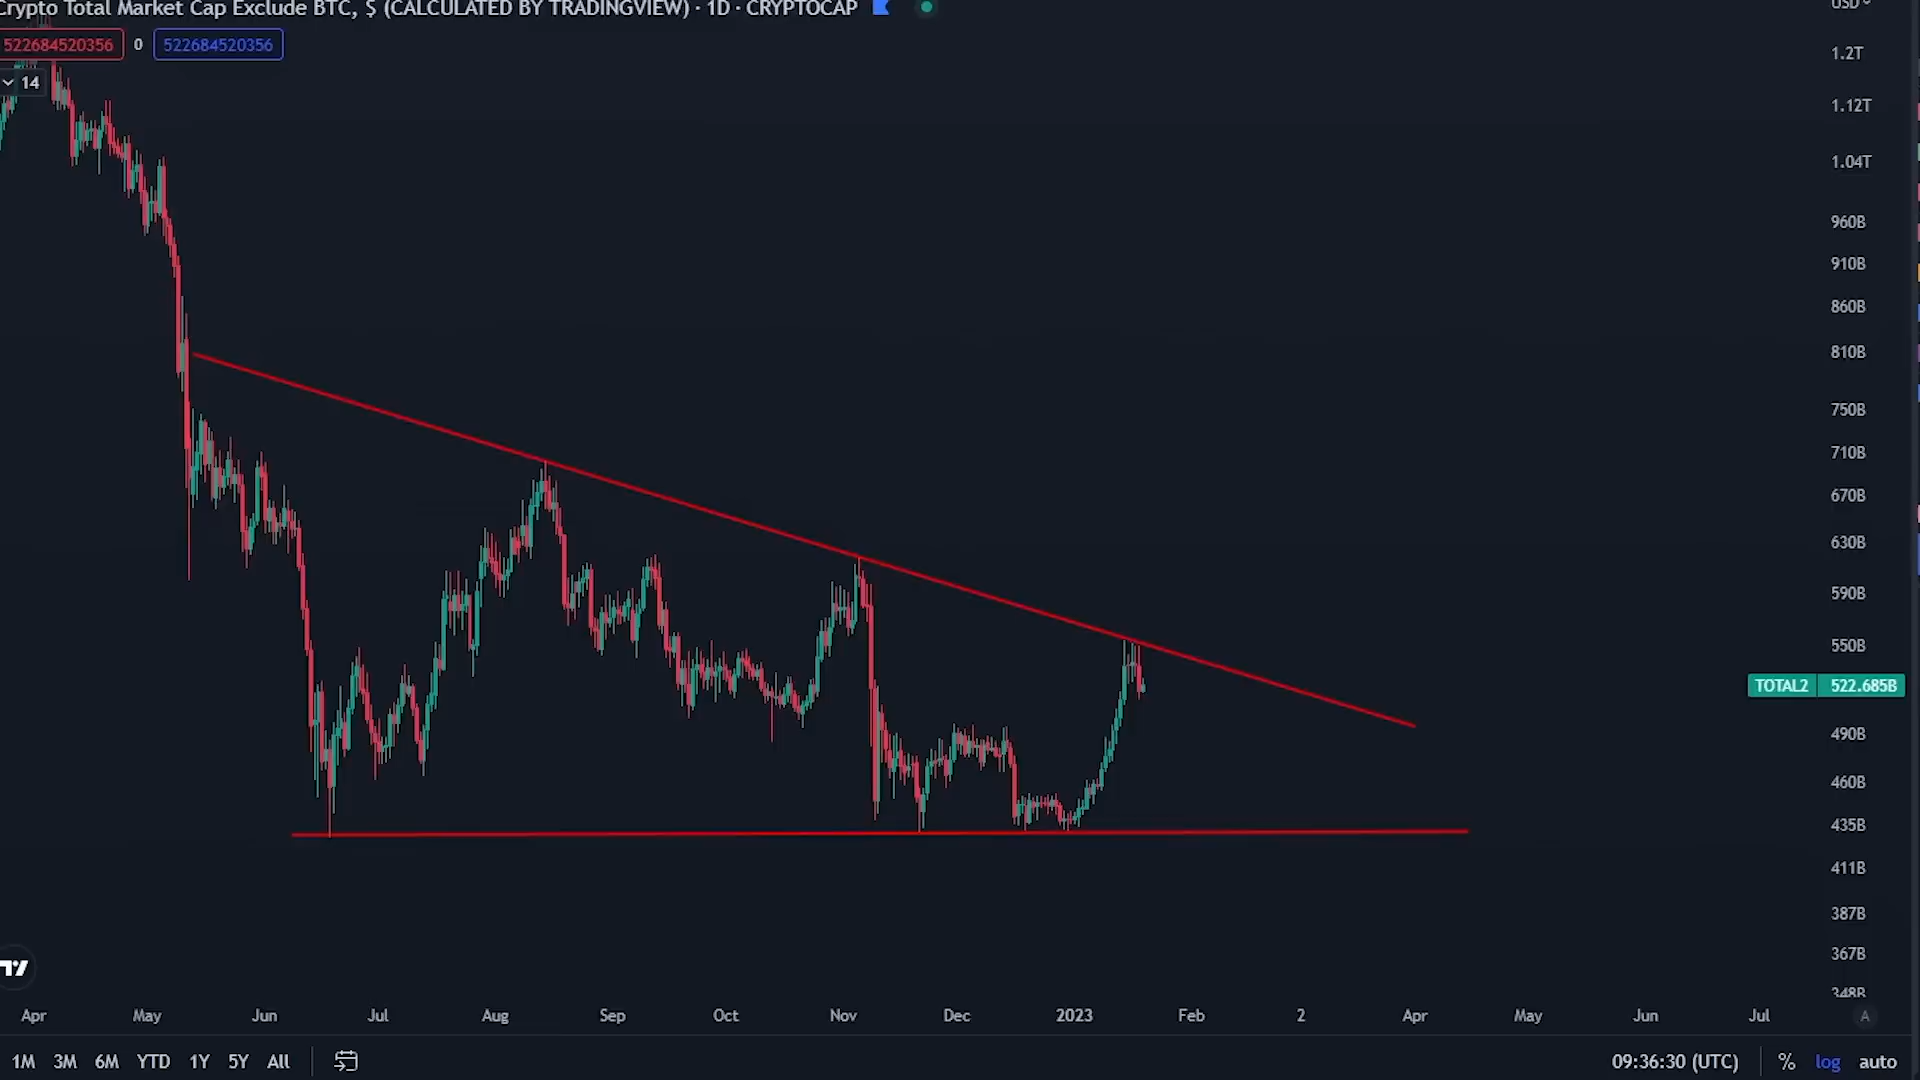 Crypto Total Market Cap Exclude BTC, $ (CALCULATED BY TRADINGVIEW) · 1D · CRYPTOCAP
USD
522684520356 0 522684520356
14
1.2T
1.12T
1.04T
960B
910B
860B
810B
750B
710B
670B
630B
590B
550B
TOTAL2 522.685B
490B
460B
435B
411B
387B
367B
348B
Apr May Jun Jul Aug Sep Oct Nov Dec 2023 Feb 2 Apr May Jun Jul A
1M 3M 6M YTD 1Y 5Y All 09:36:30 (UTC) % log auto